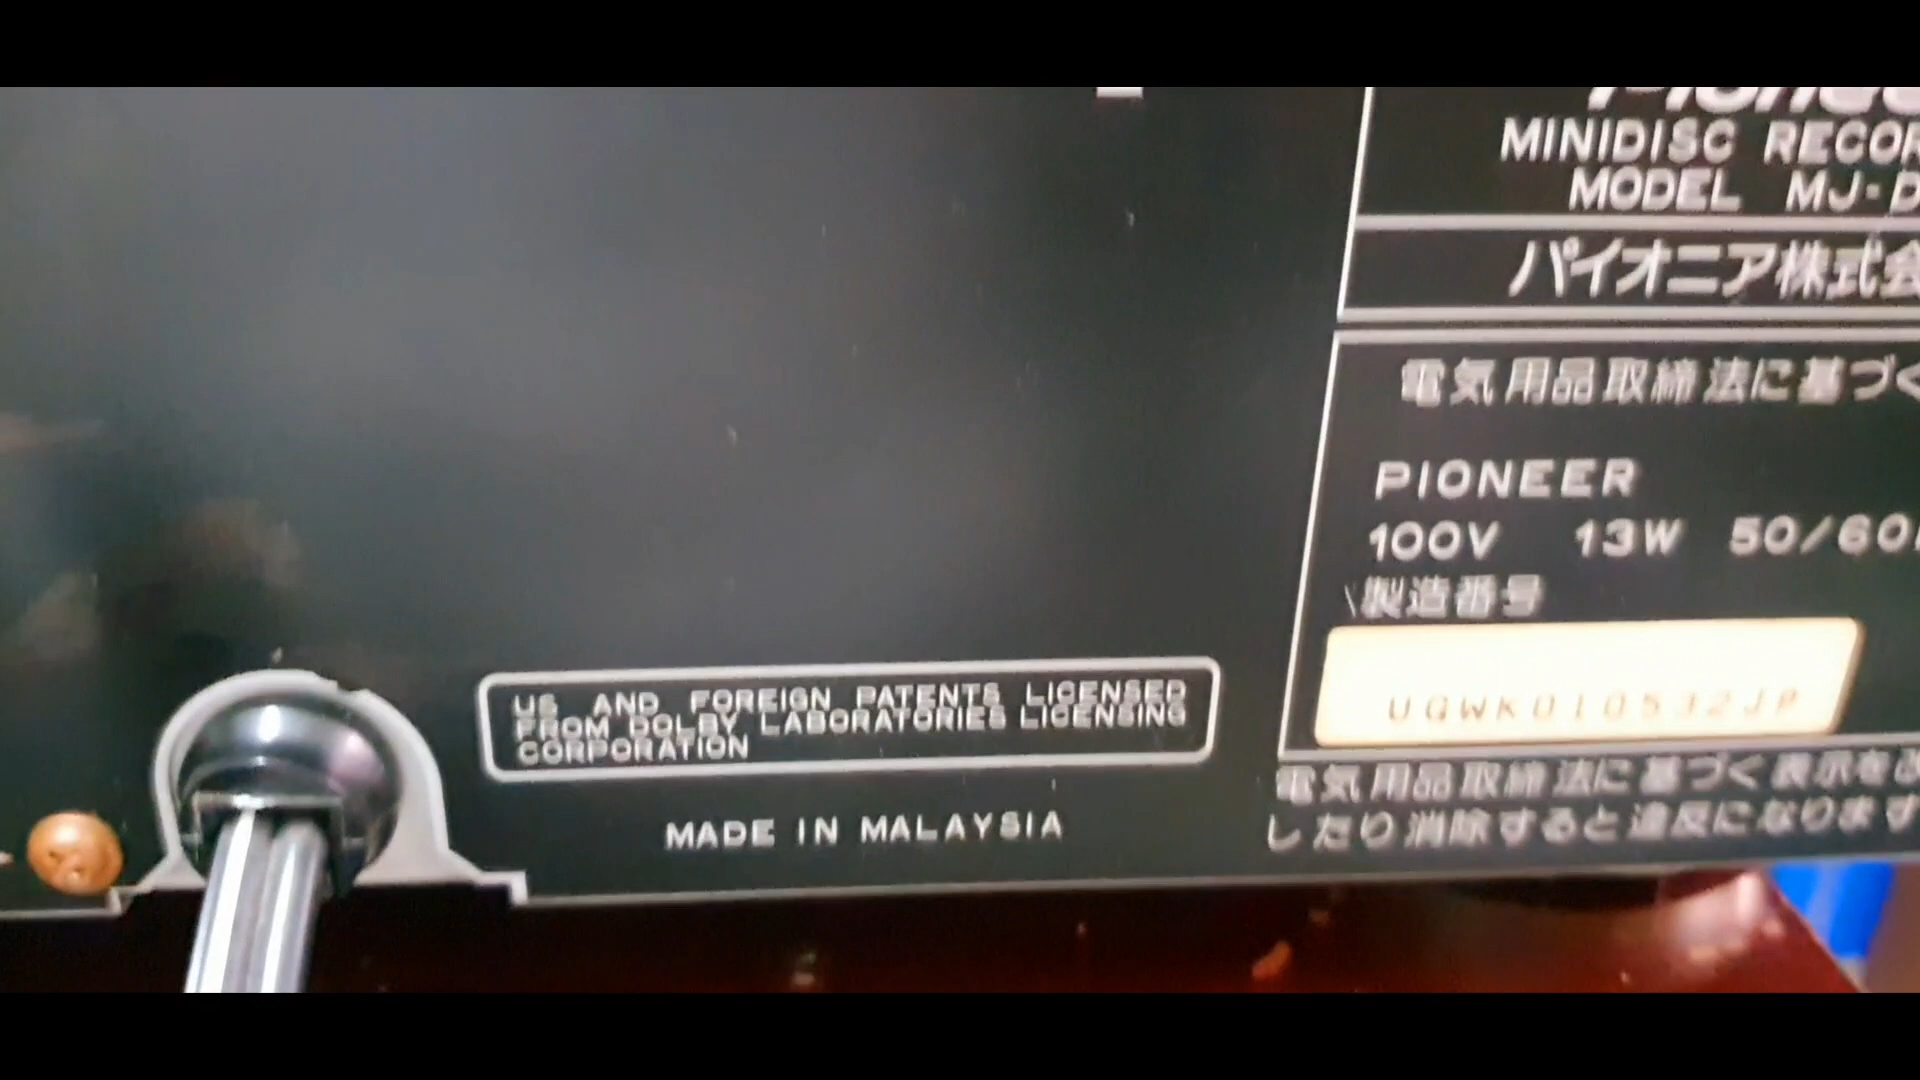 Pionee
MINIDISC RECOR
MODEL MJ-D
パイオニア株式会
電気用品取締法に基づく
PIONEER
100V 13W 50/60
製造番号
UGWK010532JP
US AND FOREIGN PATENTS LICENSED
FROM DOLBY LABORATORIES LICENSING
CORPORATION
MADE IN MALAYSIA
電気用品取締法に基づく表示を改
したり消除すると違反になります